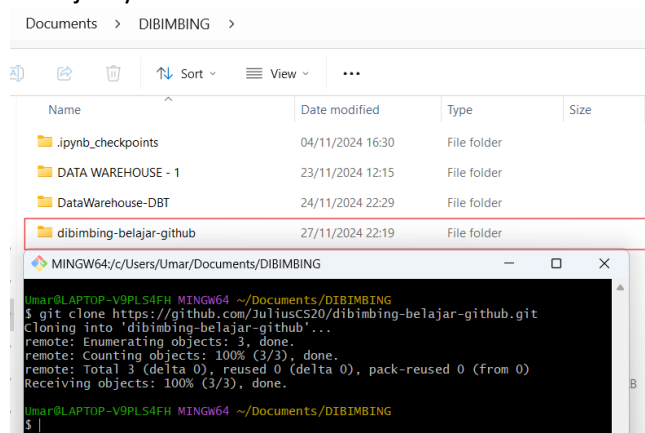 Documents > DIBIMBING >
Sort View ...
Name Date modified Type Size
.ipynb_checkpoints 04/11/2024 16:30 File folder
DATA WAREHOUSE - 1 23/11/2024 12:15 File folder
DataWarehouse-DBT 24/11/2024 22:29 File folder
dibimbing-belajar-github 27/11/2024 22:19 File folder
MINGW64:/c/Users/Umar/Documents/DIBIMBING
Umar@LAPTOP-V9PLS4FH MINGW64 ~/Documents/DIBIMBING
$ git clone https://github.com/JuliusCS20/dibimbing-belajar-github.git
Cloning into 'dibimbing-belajar-github'...
remote: Enumerating objects: 3, done.
remote: Counting objects: 100% (3/3), done.
remote: Total 3 (delta 0), reused 0 (delta 0), pack-reused 0 (from 0)
Receiving objects: 100% (3/3), done.
Umar@LAPTOP-V9PLS4FH MINGW64 ~/Documents/DIBIMBING
$
B